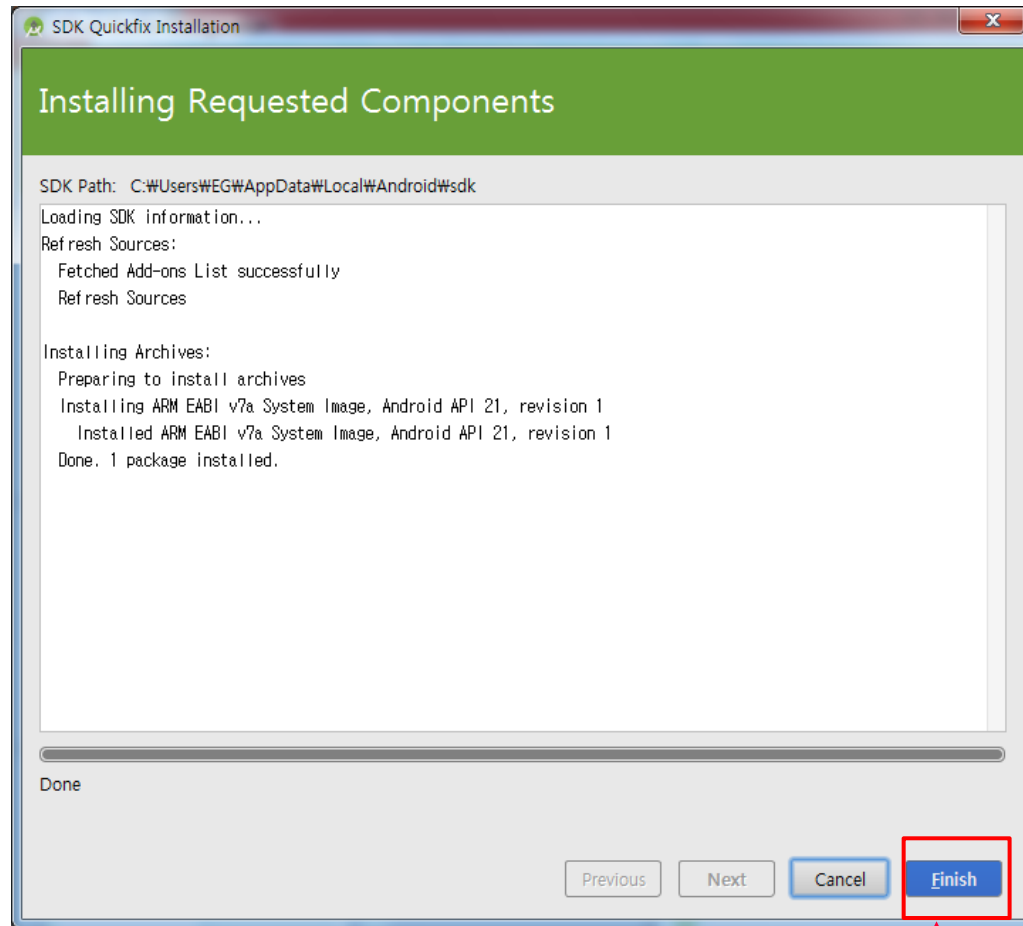 SDK Quickfix Installation
Installing Requested Components
SDK Path: C:₩Users₩EG₩AppData₩Local₩Android₩sdk
Loading SDK information...
Refresh Sources:
Fetched Add-ons List successfully
Refresh Sources
Installing Archives:
Preparing to install archives
Installing ARM EABI v7a System Image, Android API 21, revision 1
Installed ARM EABI v7a System Image, Android API 21, revision 1
Done. 1 package installed.
Done
Previous Next Cancel Finish